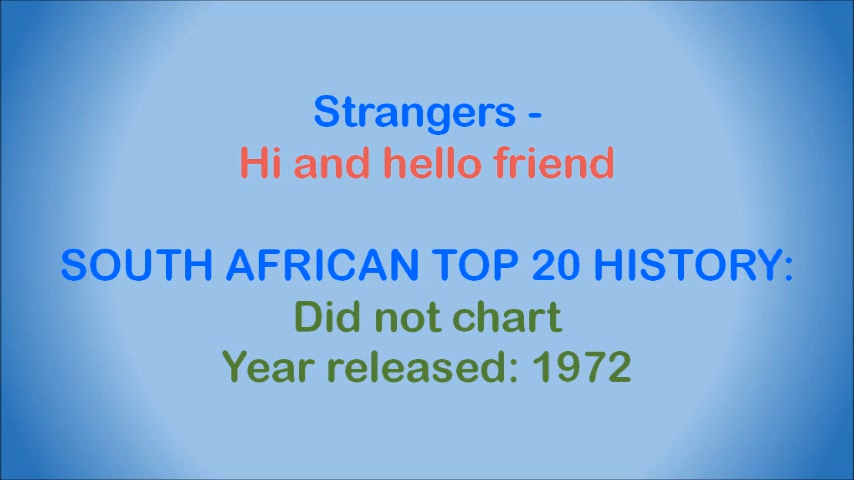 Strangers -
Hi and hello friend
SOUTH AFRICAN TOP 20 HISTORY:
Did not chart
Year released: 1972